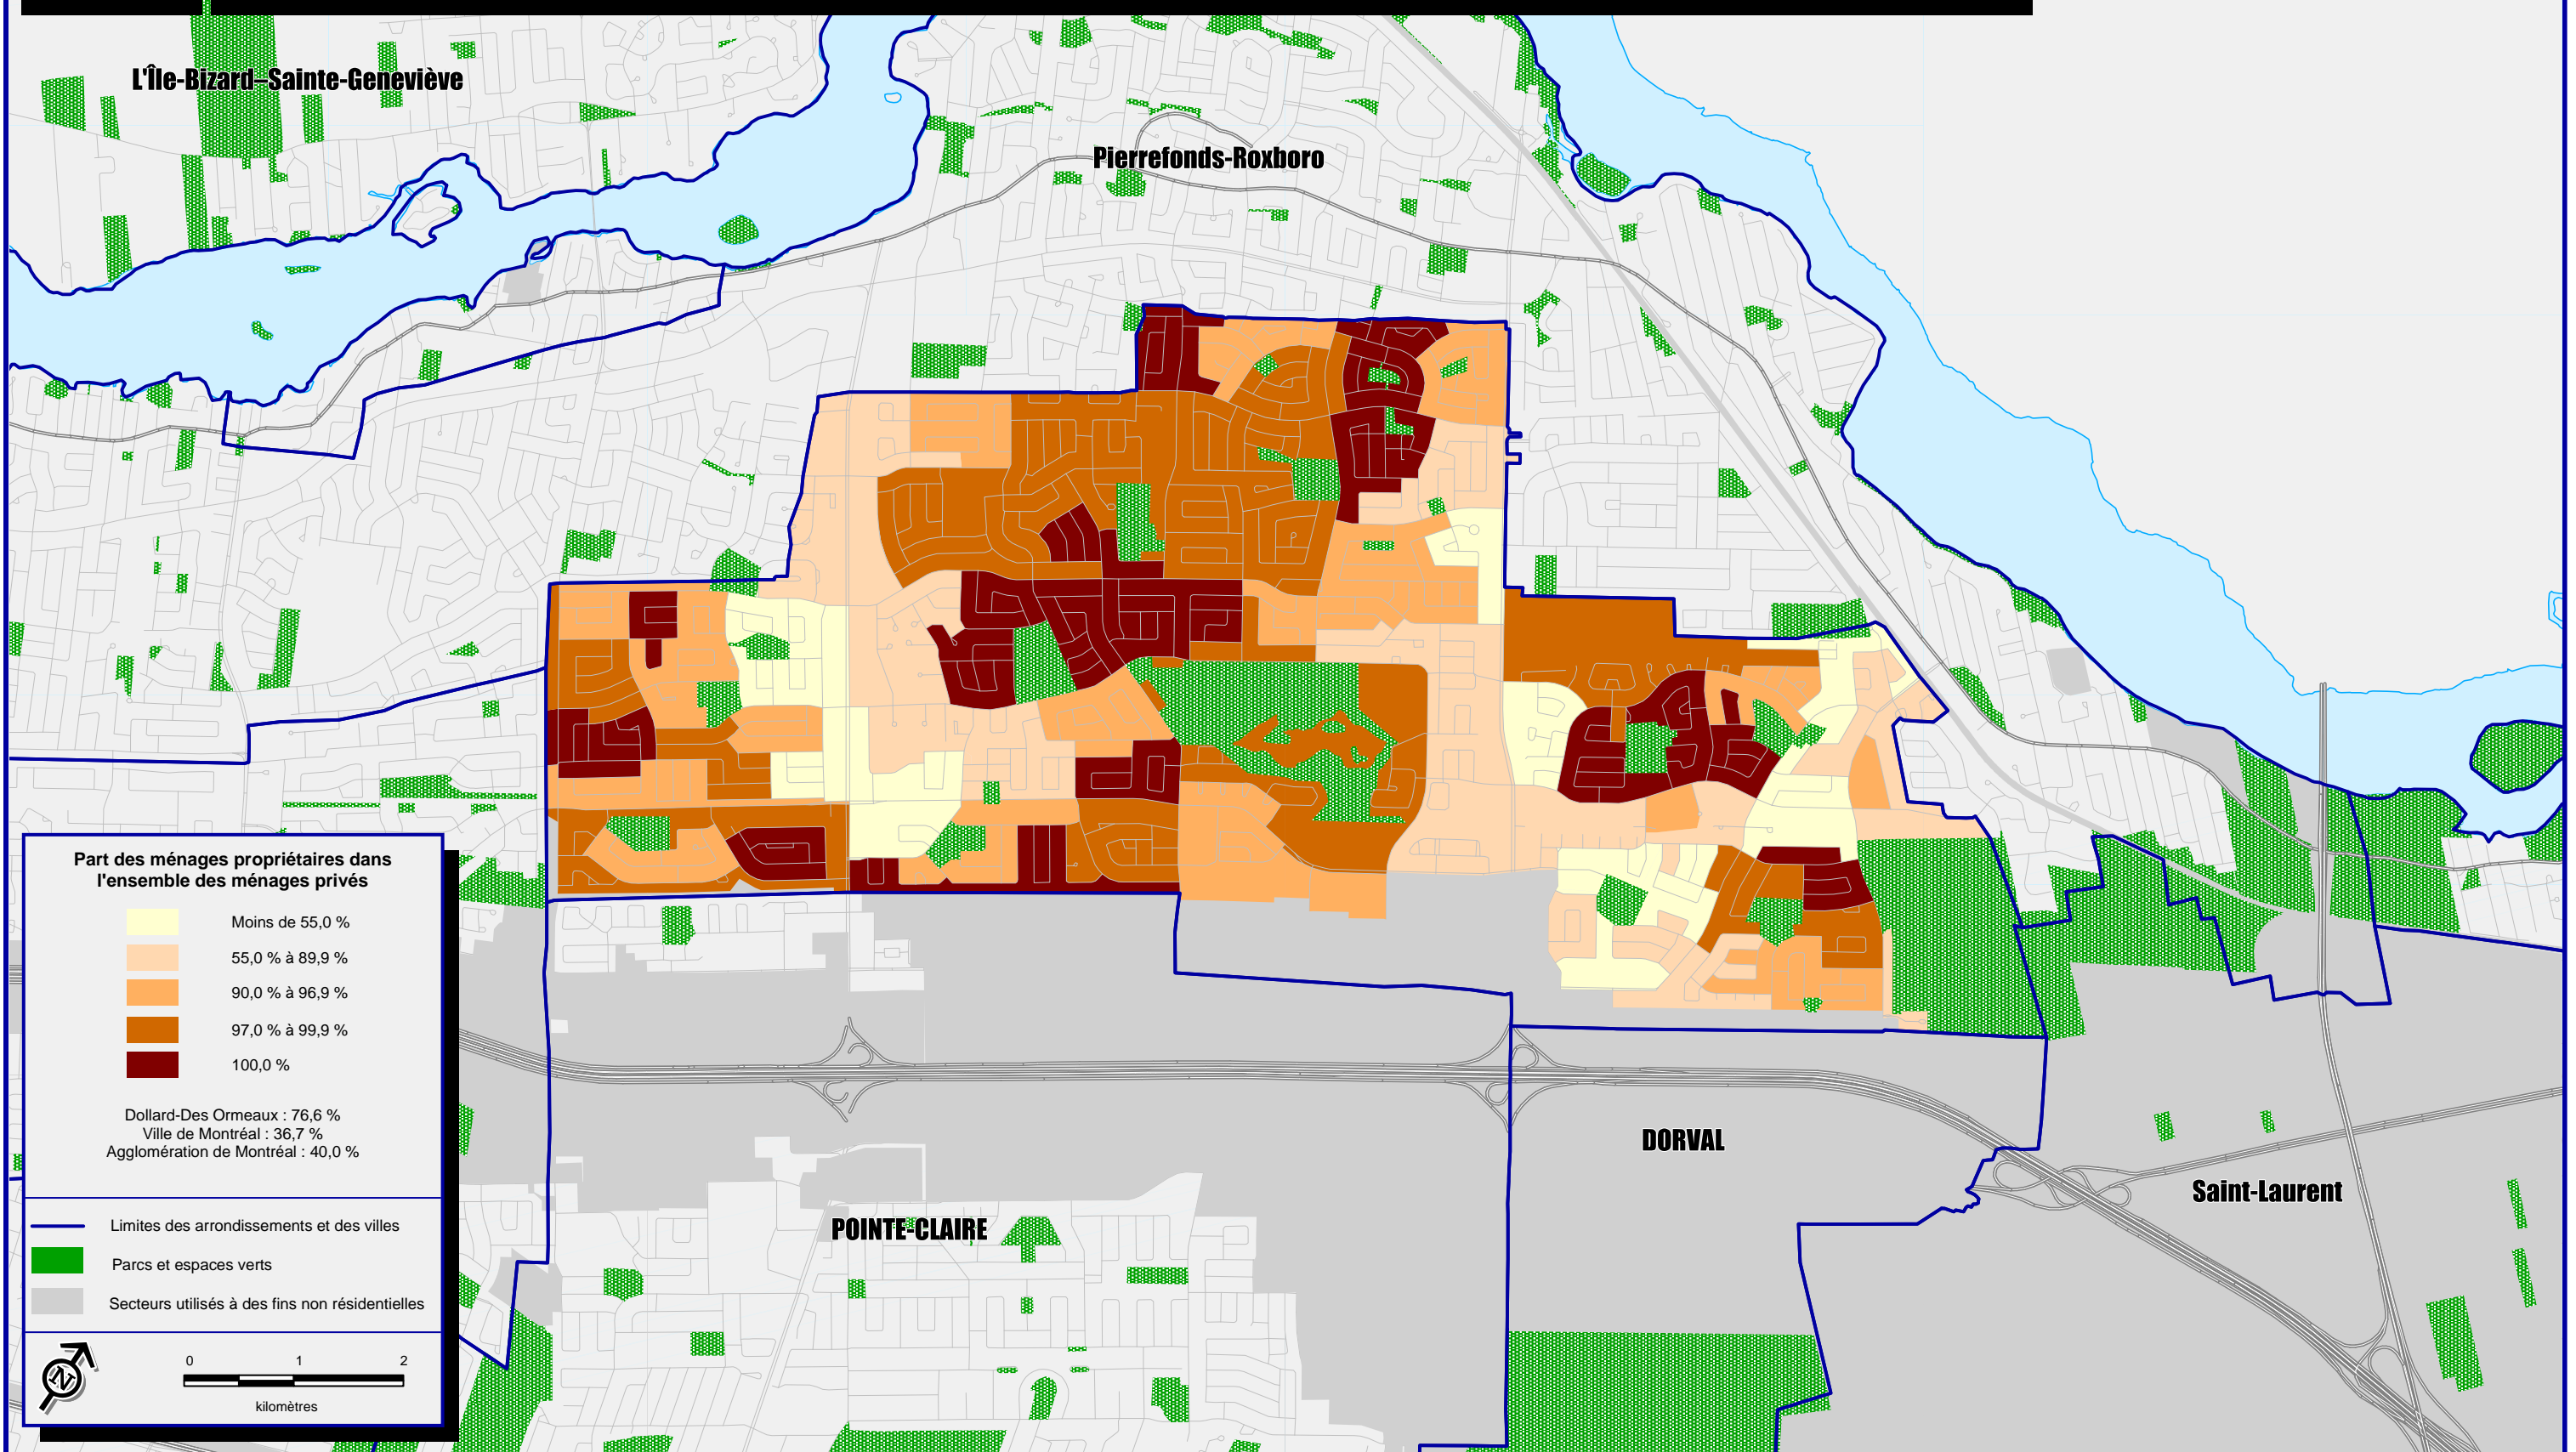 L'Île-Bizard–Sainte-Geneviève
Pierrefonds-Roxboro
Part des ménages propriétaires dans
l'ensemble des ménages privés
Moins de 55,0 %
55,0 % à 89,9 %
90,0 % à 96,9 %
97,0 % à 99,9 %
100,0 %
Dollard-Des Ormeaux : 76,6 %
Ville de Montréal : 36,7 %
Agglomération de Montréal : 40,0 %
Limites des arrondissements et des villes
Parcs et espaces verts
Secteurs utilisés à des fins non résidentielles
N
0 1 2
kilomètres
DORVAL
Saint-Laurent
POINTE-CLAIRE